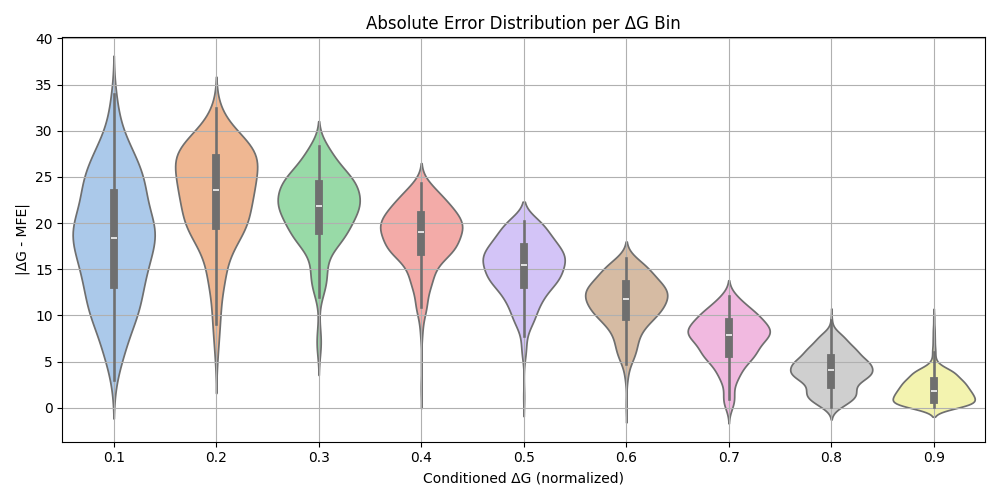 Absolute Error Distribution per ΔG Bin
|ΔG - MFE|
40
35
30
25
20
15
10
5
0
0.1 0.2 0.3 0.4 0.5 0.6 0.7 0.8 0.9
Conditioned ΔG (normalized)